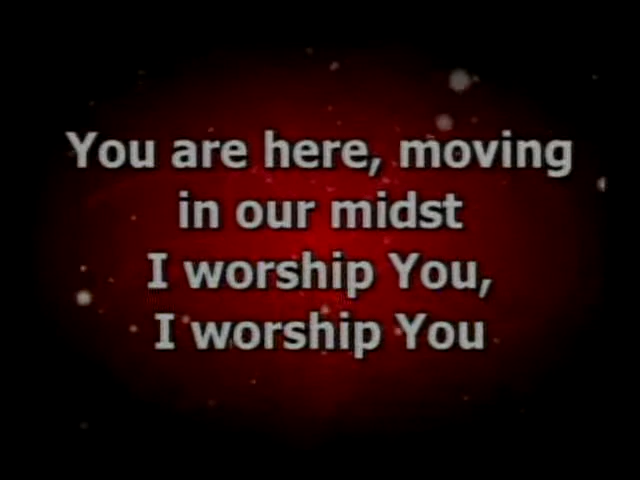 You are here, moving
in our midst
I worship You,
I worship You